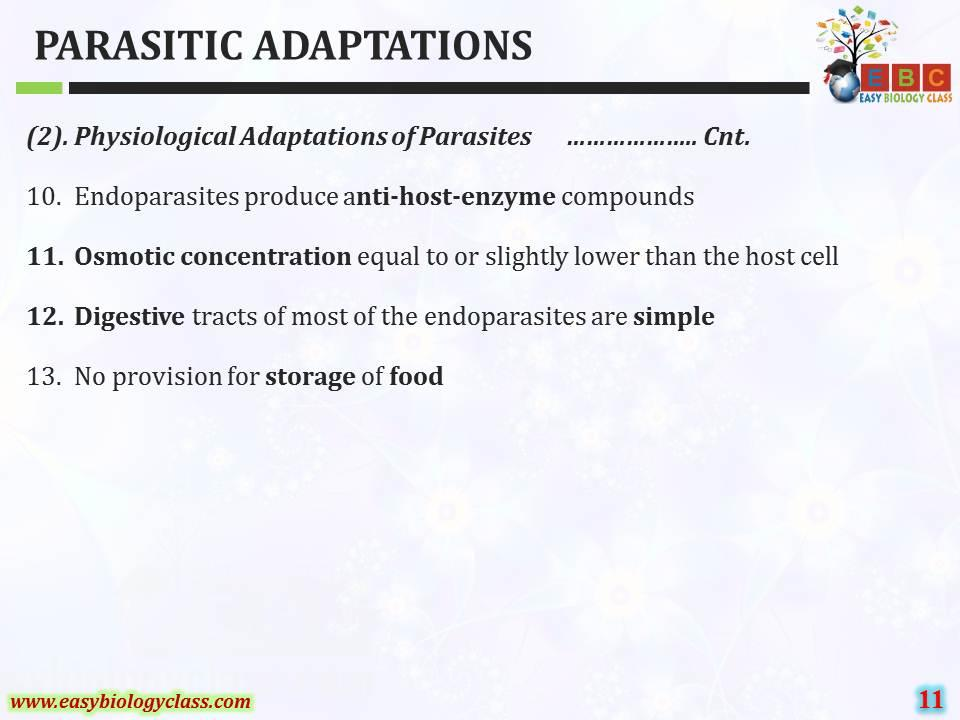 PARASITIC ADAPTATIONS
E B C
EASY BIOLOGY CLASS
(2). Physiological Adaptations of Parasites ……………….. Cnt.
10. Endoparasites produce anti-host-enzyme compounds
11. Osmotic concentration equal to or slightly lower than the host cell
12. Digestive tracts of most of the endoparasites are simple
13. No provision for storage of food
www.easybiologyclass.com
11